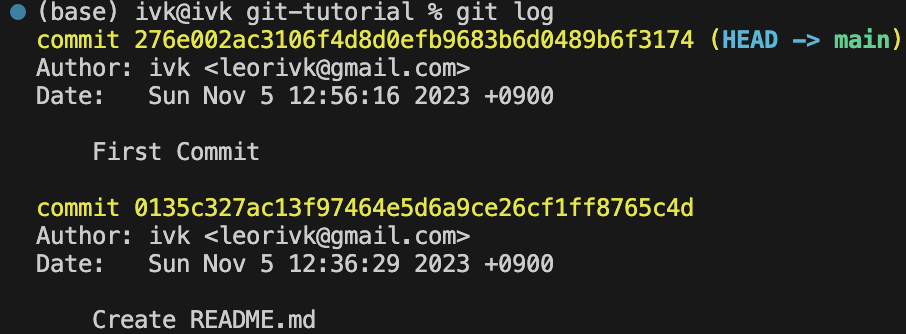 (base) ivk@ivk git-tutorial % git log
commit 276e002ac3106f4d8d0efb9683b6d0489b6f3174 (HEAD -> main)
Author: ivk <leorivk@gmail.com>
Date:   Sun Nov 5 12:56:16 2023 +0900
First Commit
commit 0135c327ac13f97464e5d6a9ce26cf1ff8765c4d
Author: ivk <leorivk@gmail.com>
Date:   Sun Nov 5 12:36:29 2023 +0900
Create README.md